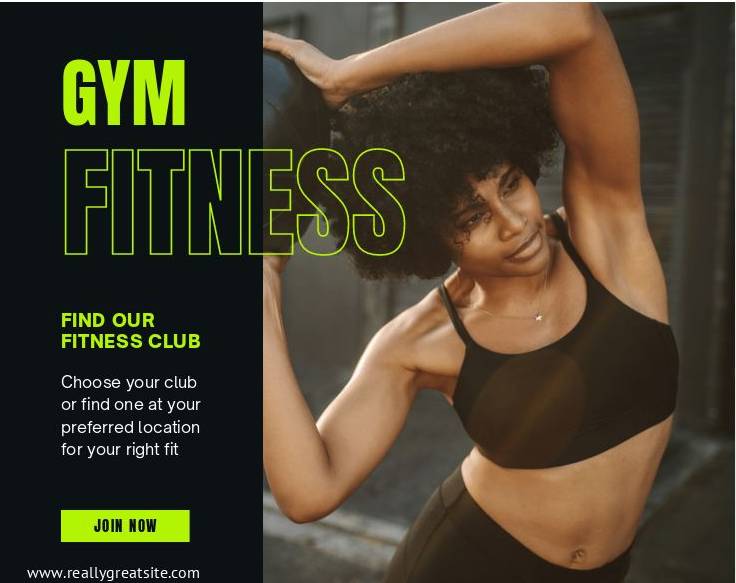 GYM
FITNESS
FIND OUR
FITNESS CLUB
Choose your club
or find one at your
preferred location
for your right fit
JOIN NOW
www.reallygreatsite.com